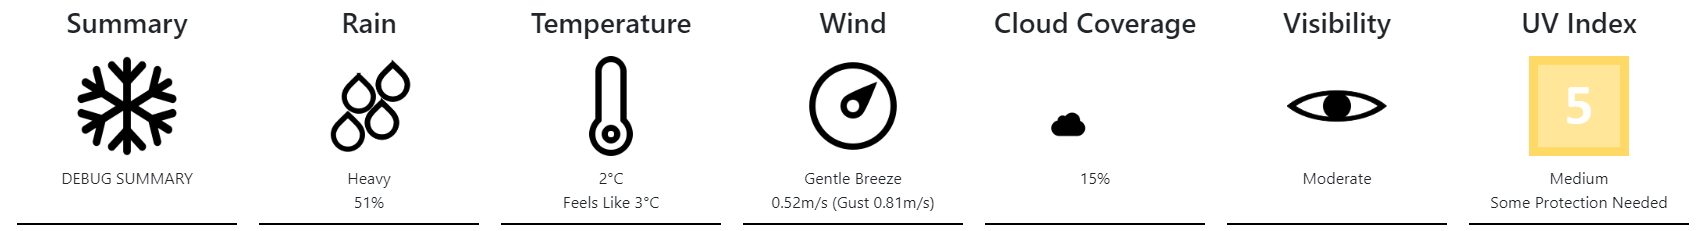 Summary
DEBUG SUMMARY
Rain
Heavy
51%
Temperature
2°C
Feels Like 3°C
Wind
Gentle Breeze
0.52m/s (Gust 0.81m/s)
Cloud Coverage
15%
Visibility
Moderate
UV Index
5
Medium
Some Protection Needed